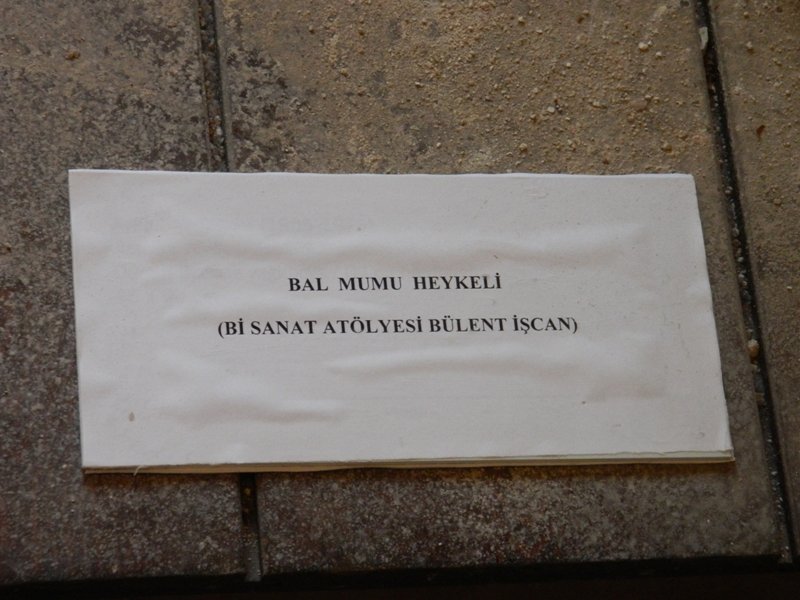 BAL MUMU HEYKELİ
(Bİ SANAT ATÖLYESİ BÜLENT İŞCAN)